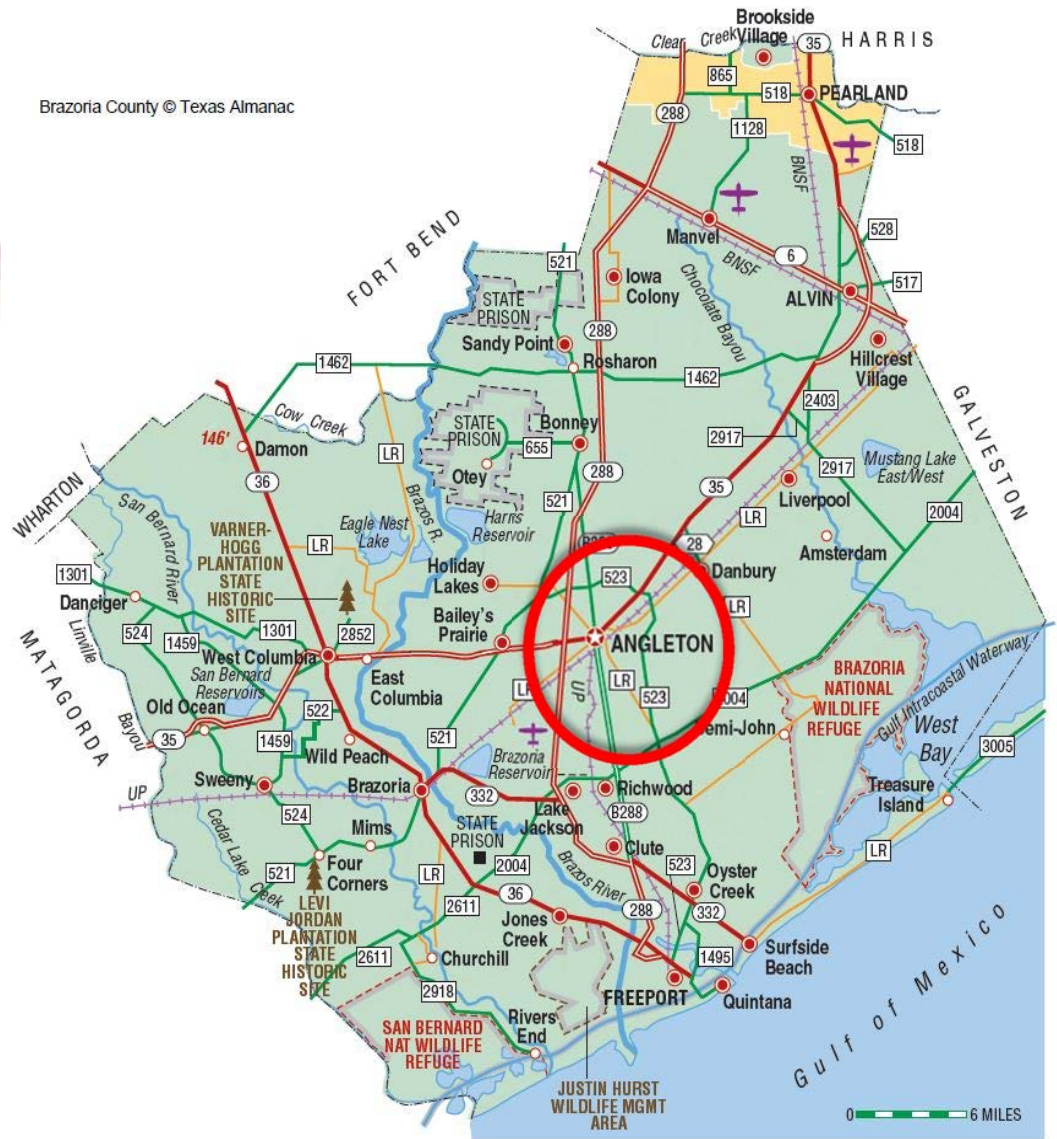 Brazoria County © Texas Almanac
Brookside
Village
HARRIS
Clear
Creek
35
865
518
PEARLAND
288
1128
518
BNSF
FORT BEND
Manvel
528
BNSF
6
521
Iowa
Colony
Chocolate Bayou
517
ALVIN
STATE
PRISON
288
Sandy Point
Rosharon
Hillcrest
Village
1462
1462
GALVESTON
Cow Creek
2403
146'
Damon
LR
STATE
PRISON
Bonney
655
2917
36
Otey
288
2917
Mustang Lake
East/West
WHARTON
San Bernard
River
521
35
Liverpool
Brazos R.
Eagle Nest
Lake
Harris
Reservoir
LR
2004
VARNER-
HOGG
PLANTATION
STATE
HISTORIC
SITE
LR
28
Amsterdam
1301
Holiday
Lakes
523
Danbury
Danciger
LR
524
1459
1301
2852
Bailey's
Prairie
ANGLETON
Linville
Bayou
West Columbia
BRAZORIA
NATIONAL
WILDLIFE
REFUGE
MATAGORDA
San Bernard
Reservoirs
East
Columbia
LR
UP
LR
523
Gulf Intracoastal Waterway
Old Ocean
522
West
Bay
35
1459
Wild Peach
521
3005
Brazoria
Reservoir
UP
Sweeny
Brazoria
332
Richwood
Treasure
Island
524
Lake
Jackson
B288
Mims
STATE
PRISON
Cedar Lake
Clute
LR
521
Four
Corners
2004
Brazos River
523
Oyster
Creek
LR
LEVI
JORDAN
PLANTATION
STATE
HISTORIC
SITE
2611
36
288
332
Jones
Creek
Surfside
Beach
2611
Churchill
1495
2918
FREEPORT
Quintana
SAN BERNARD
NAT WILDLIFE
REFUGE
Rivers
End
Gulf of Mexico
JUSTIN HURST
WILDLIFE MGMT
AREA
0
6 MILES